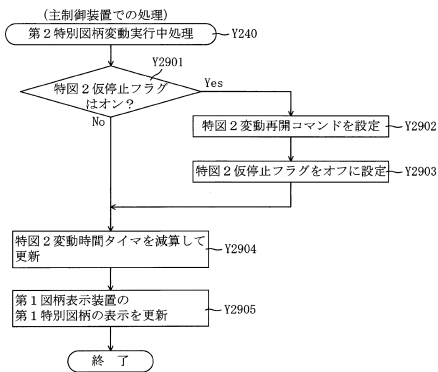 (主制御装置での処理)
第2特別図柄変動実行中処理
Y240
Y2901
特図2仮停止フラグ
はオン?
Yes
No
特図2変動再開コマンドを設定
Y2902
特図2仮停止フラグをオフに設定
Y2903
特図2変動時間タイマを減算して
更新
Y2904
第1図柄表示装置の
第1特別図柄の表示を更新
Y2905
終 了